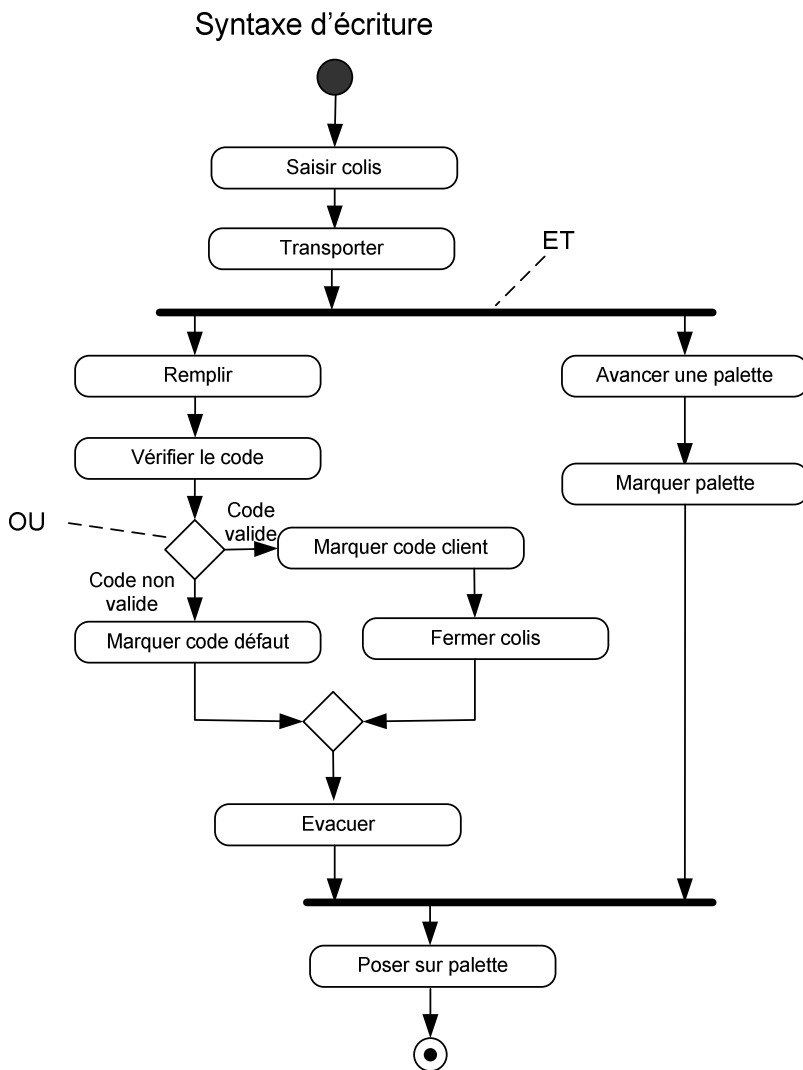 Syntaxe d'écriture
Saisir colis
Transporter
ET
Remplir
Avancer une palette
Vérifier le code
Marquer palette
OU
Code
valide
Marquer code client
Code non
valide
Marquer code défaut
Fermer colis
Evacuer
Poser sur palette